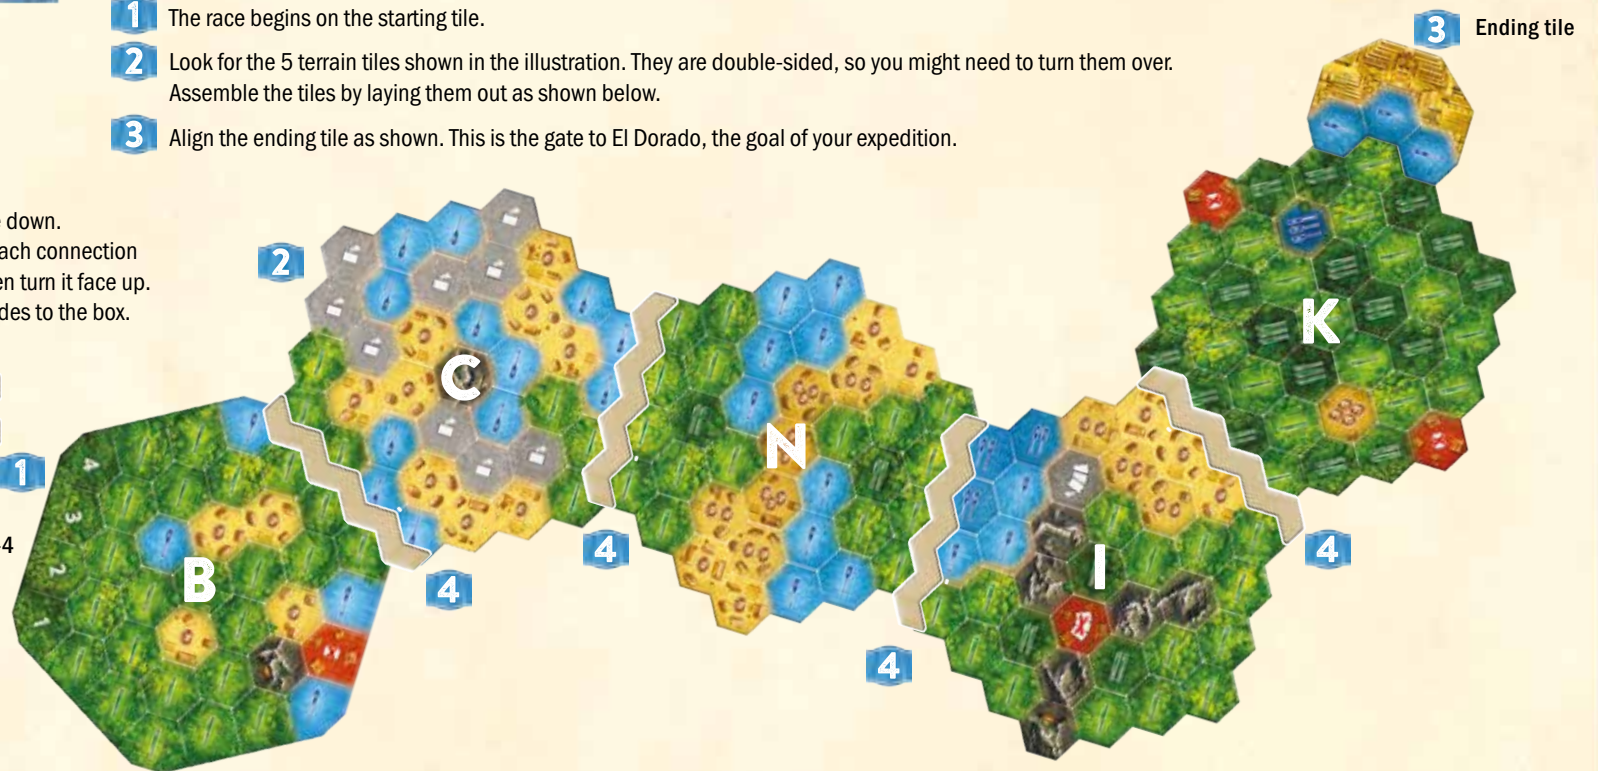 1 The race begins on the starting tile.
2 Look for the 5 terrain tiles shown in the illustration. They are double-sided, so you might need to turn them over.
Assemble the tiles by laying them out as shown below.
3 Align the ending tile as shown. This is the gate to El Dorado, the goal of your expedition.
3 Ending tile
down.
ach connection
en turn it face up.
des to the box.
2
C
K
N
1
4
3
2
1
B
I
4
4
4
4
4